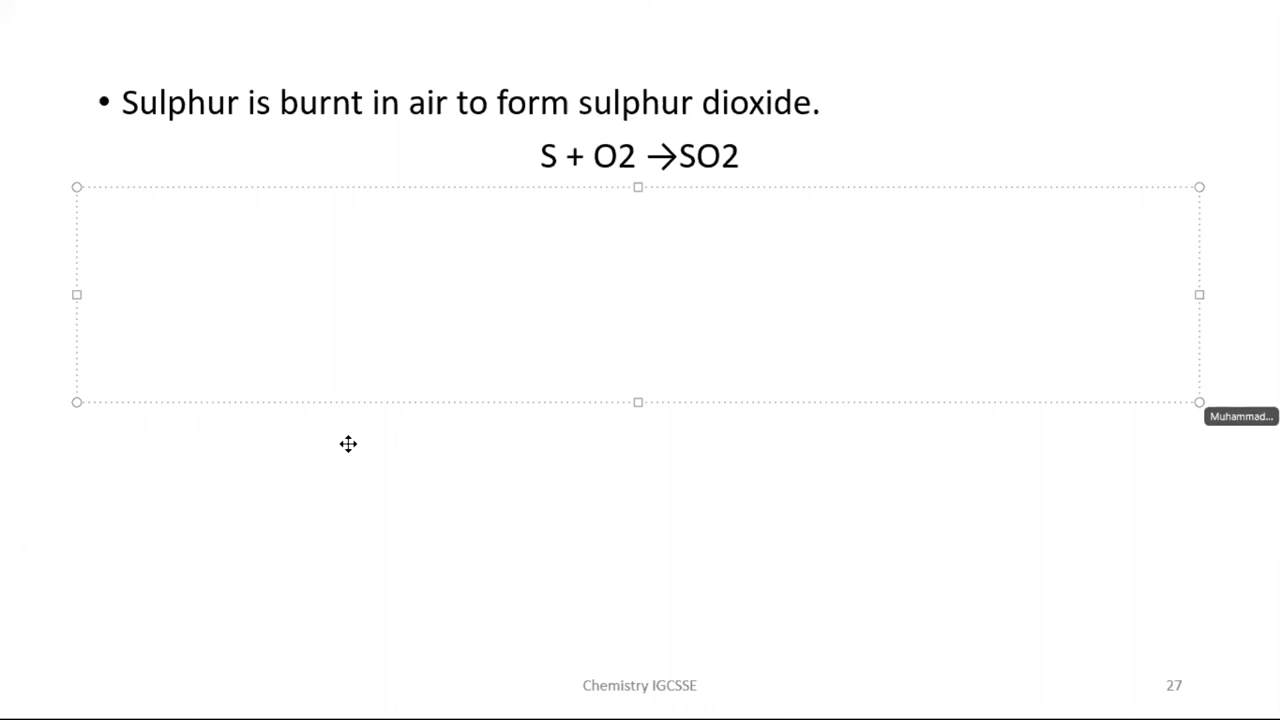 • Sulphur is burnt in air to form sulphur dioxide.
S + O2 →SO2
Muhammad...
Chemistry IGCSSE
27